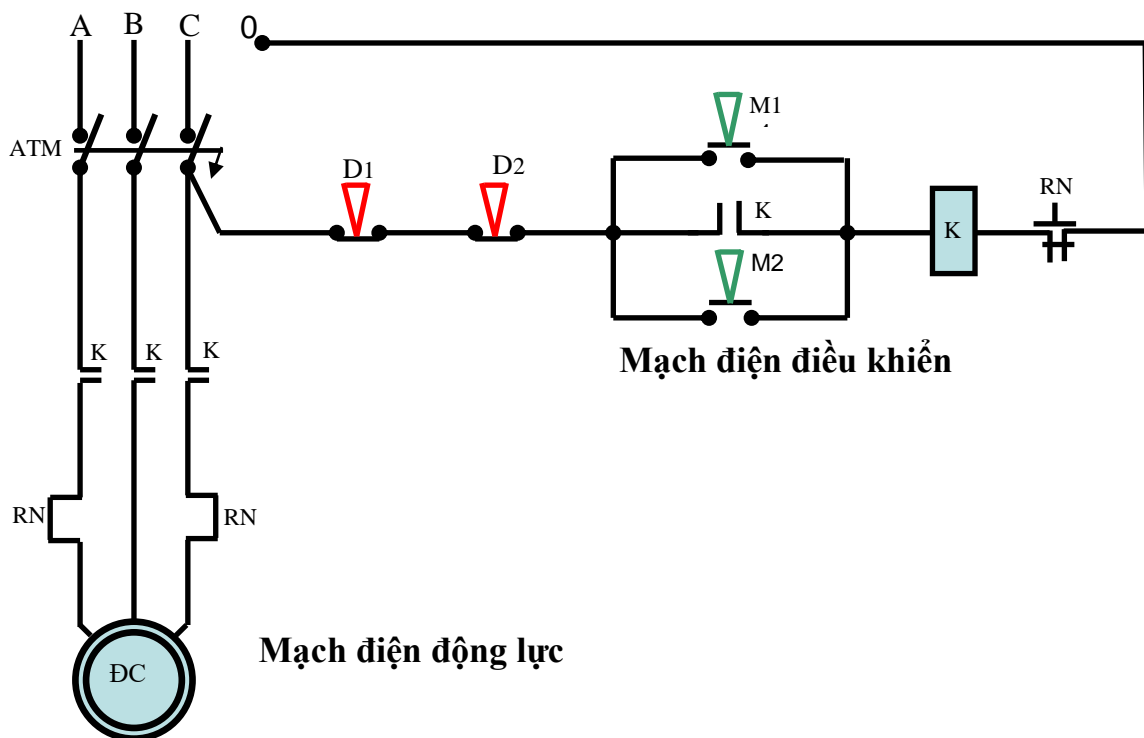 A B C 0
M1
ATM
D1 D2
RN
K
K
M2
K K K
Mạch điện điều khiển
RN RN
Mạch điện động lực
ĐC